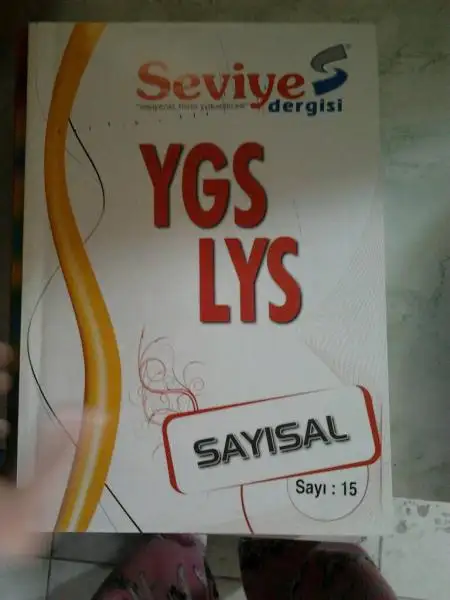 Seviye
dergisi
YGS
LYS
SAYISAL
Sayı : 15